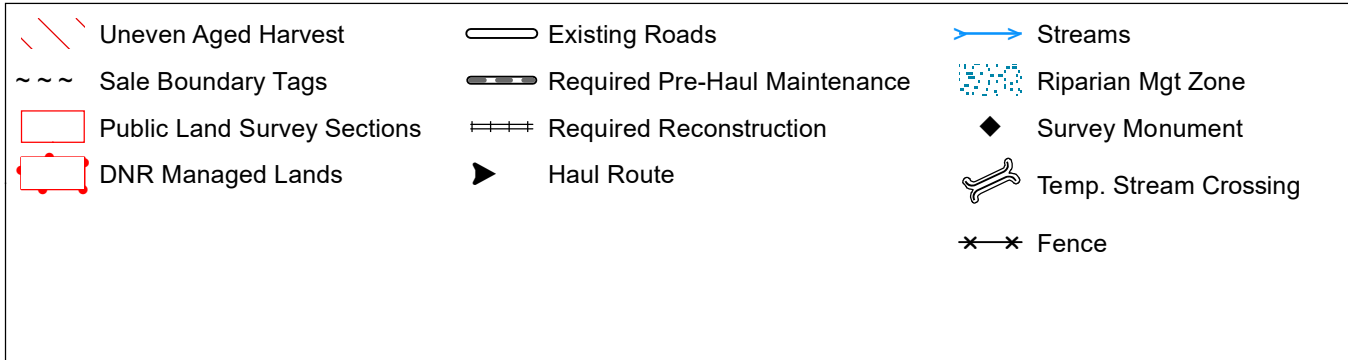 Uneven Aged Harvest
Sale Boundary Tags
Public Land Survey Sections
DNR Managed Lands
Existing Roads
Required Pre-Haul Maintenance
Required Reconstruction
Haul Route
Streams
Riparian Mgt Zone
Survey Monument
Temp. Stream Crossing
Fence